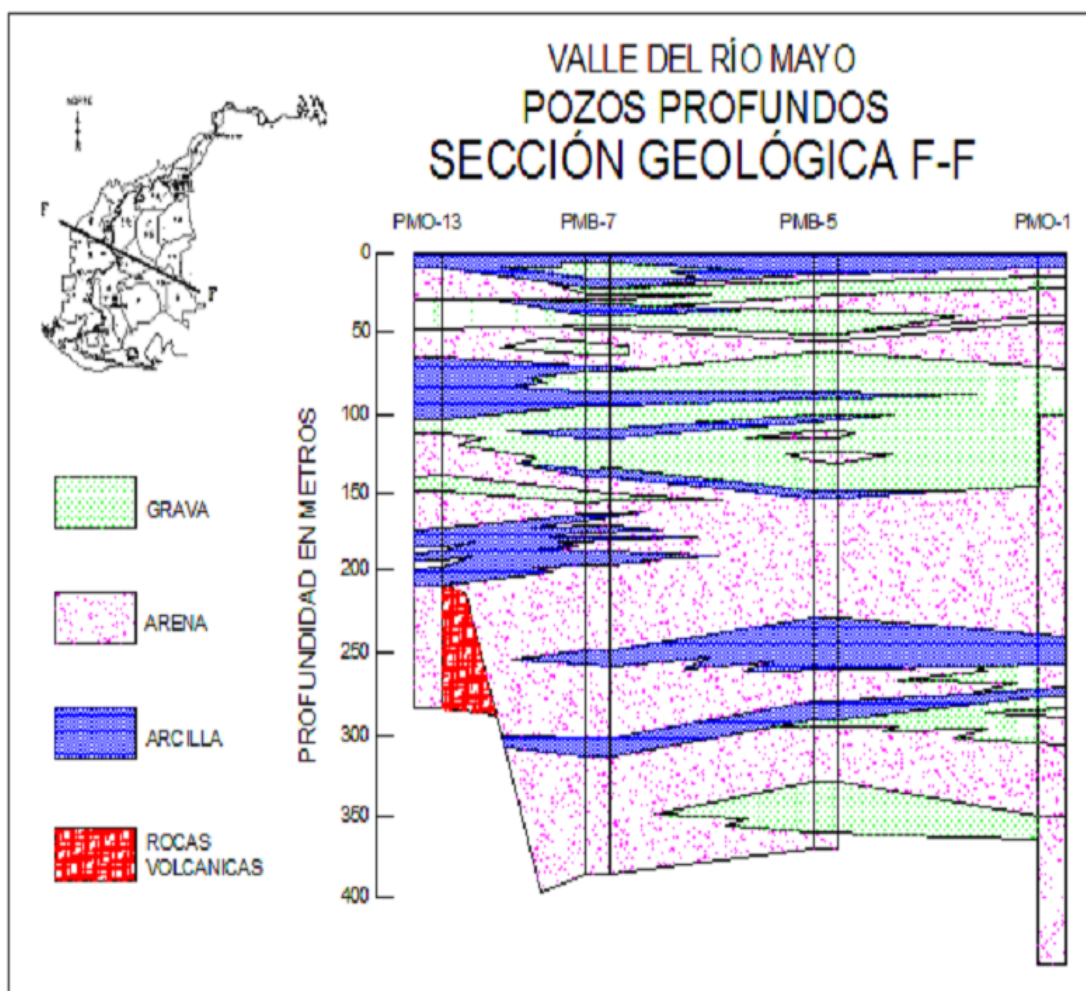 VALLE DEL RÍO MAYO
POZOS PROFUNDOS
SECCIÓN GEOLÓGICA F-F
NORTE
F
F
PMO-13 PMB-7 PMB-5 PMO-1
PROFUNDIDAD EN METROS
0
50
100
150
200
250
300
350
400
GRAVA
ARENA
ARCILLA
ROCAS
VOLCANICAS